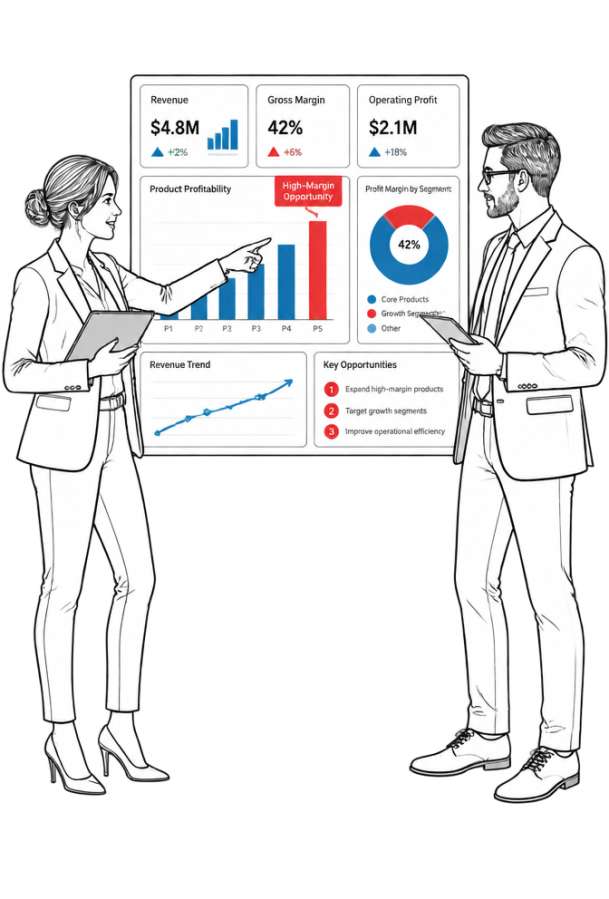 Revenue
$4.8M
+2%
Gross Margin
42%
+6%
Operating Profit
$2.1M
+18%
Product Profitability
High-Margin
Opportunity
P1
P2
P3
P3
P4
P5
Profit Margin by Segment
42%
Core Products
Growth Segments
Other
Revenue Trend
Key Opportunities
1 Expand high-margin products
2 Target growth segments
3 Improve operational efficiency